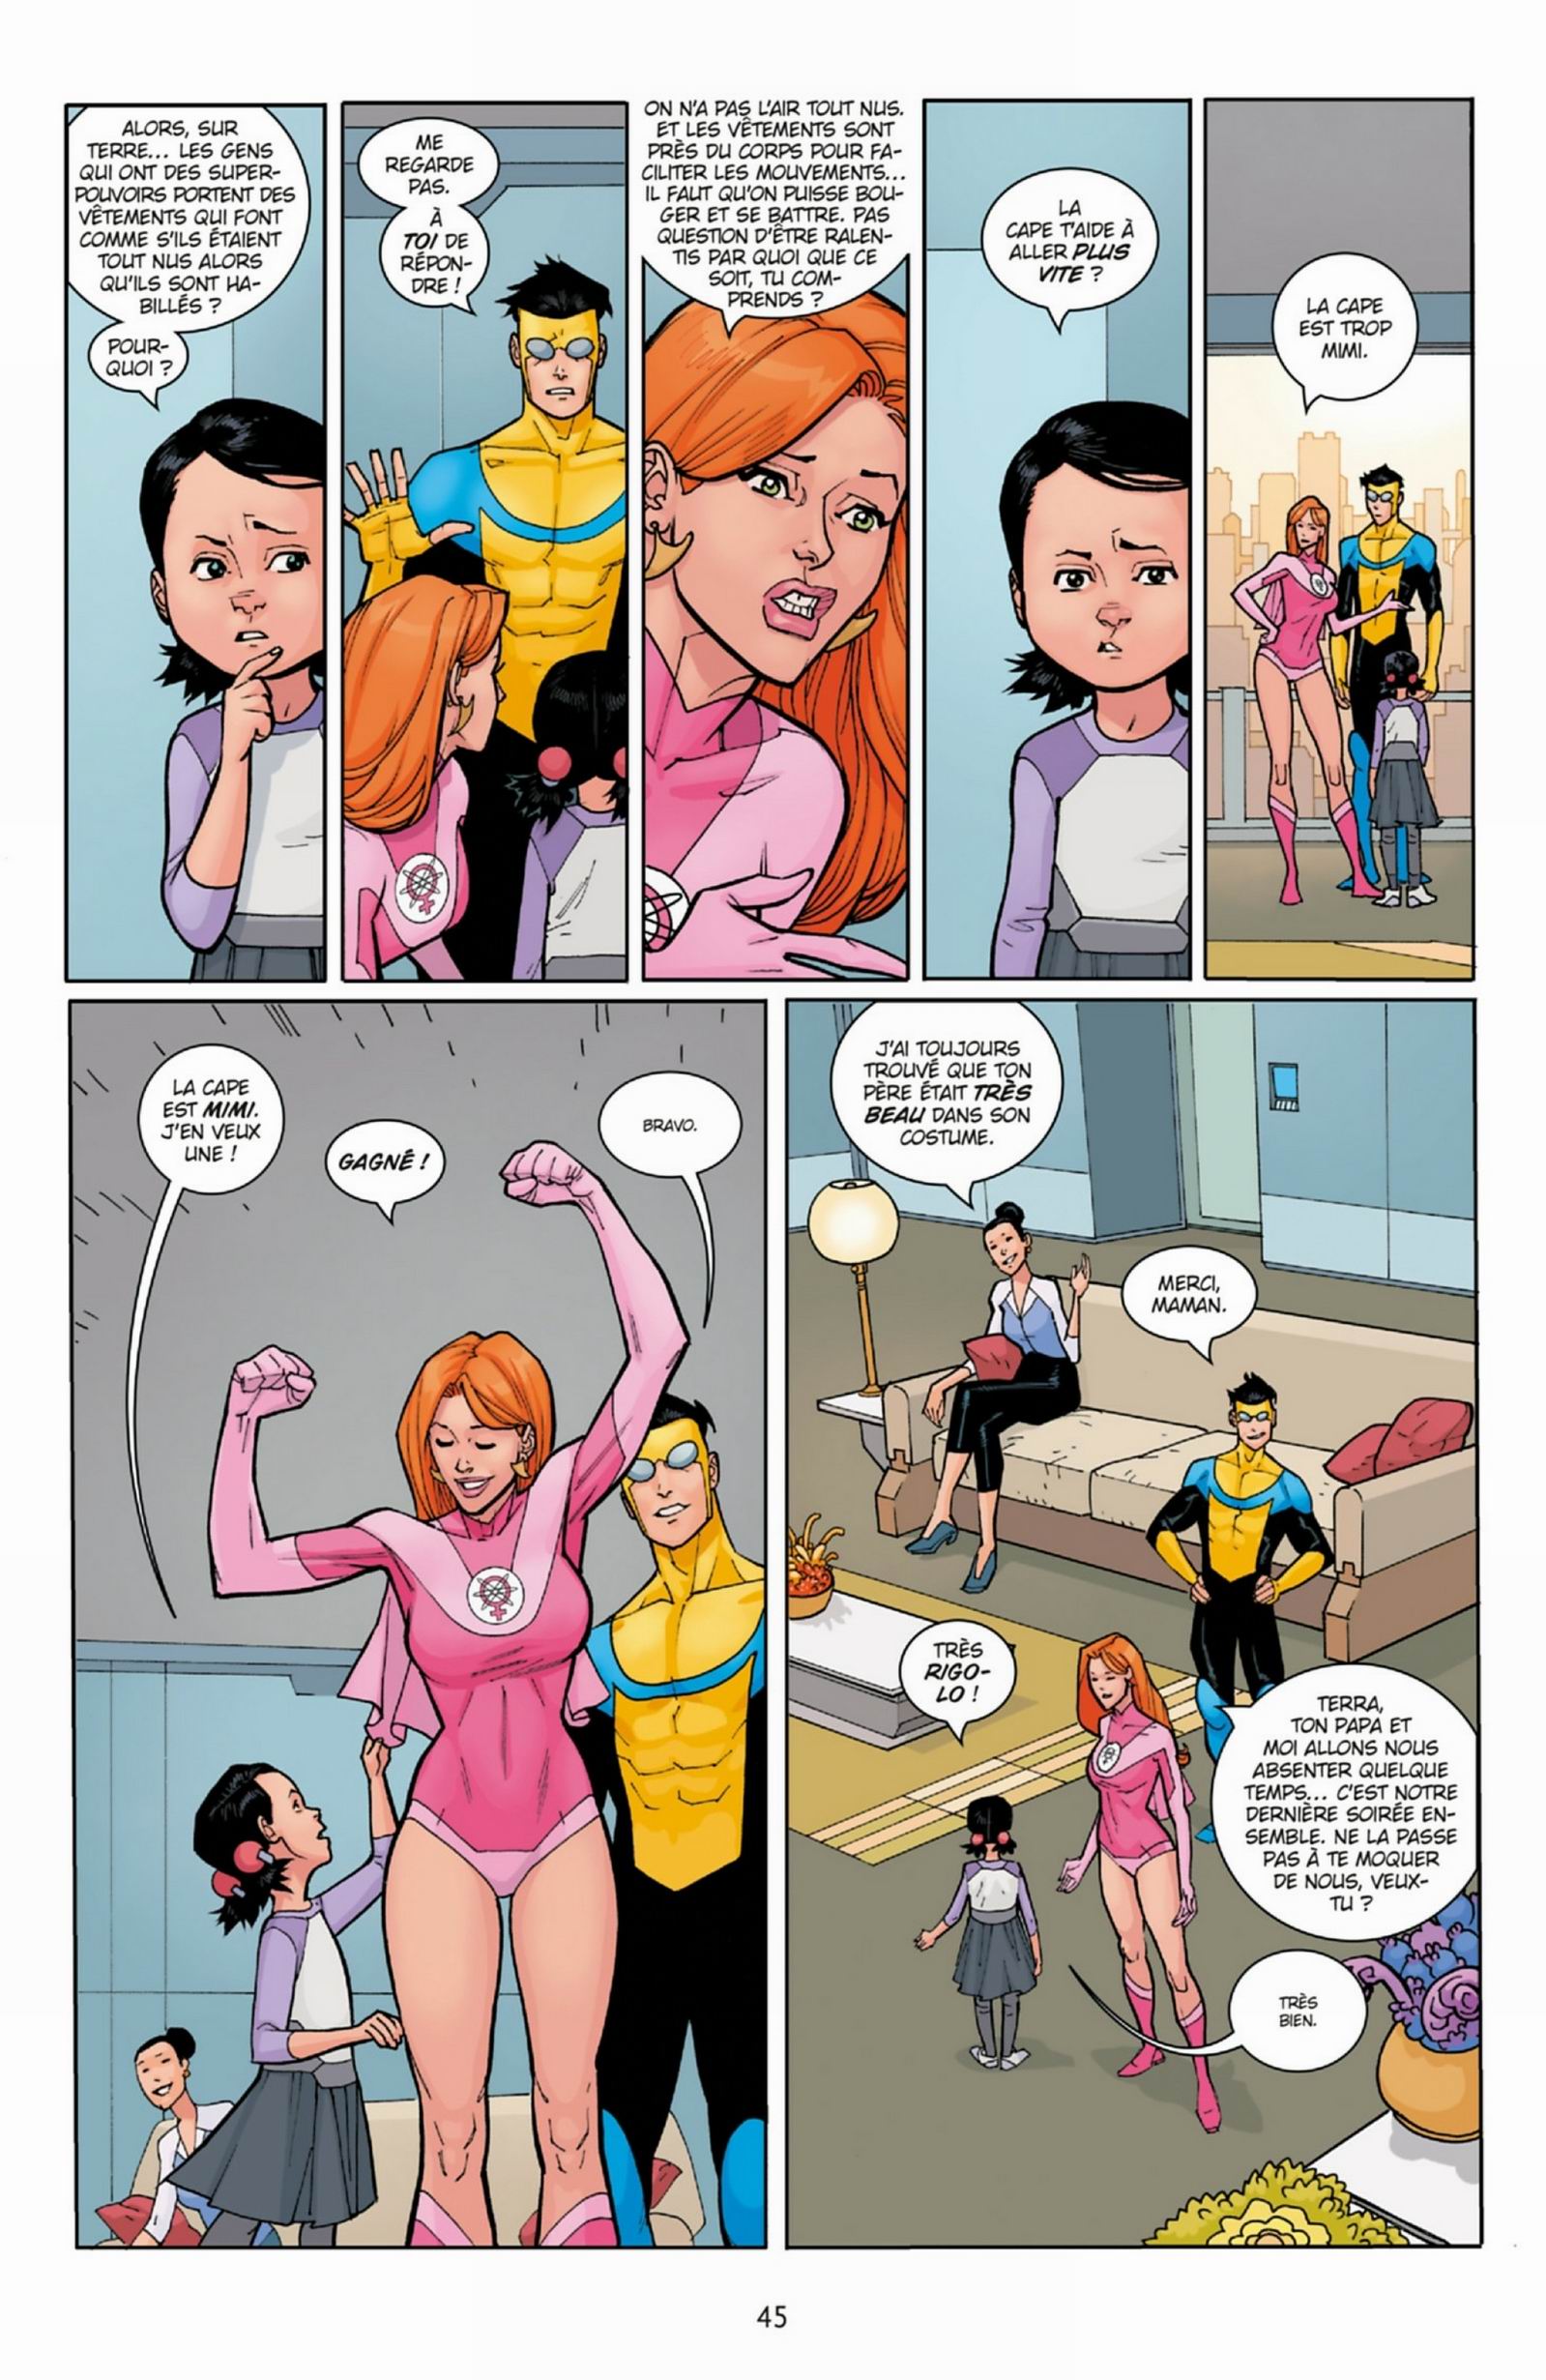 ALORS, SUR
TERRE... LES GENS
QUI ONT DES SUPER-
POUVOIRS PORTENT DES
VÊTEMENTS QUI FONT
COMME S'ILS ÉTAIENT
TOUT NUS ALORS
QU'ILS SONT HA-
BILLÉS ?
POUR-
QUOI ?
ME
REGARDE
PAS.
À
TOI DE
RÉPON-
DRE !
ON N'A PAS L'AIR TOUT NUS.
ET LES VÊTEMENTS SONT
PRÈS DU CORPS POUR FA-
CILITER LES MOUVEMENTS...
IL FAUT QU'ON PUISSE BOU-
GER ET SE BATTRE. PAS
QUESTION D'ÊTRE RALEN-
TIS PAR QUOI QUE CE
SOIT, TU COM-
PRENDS ?
LA
CAPE T'AIDE À
ALLER PLUS
VITE ?
LA CAPE
EST TROP
MIMI.
LA CAPE
EST MIMI.
J'EN VEUX
UNE !
GAGNÉ !
BRAVO.
J'AI TOUJOURS
TROUVÉ QUE TON
PÈRE ÉTAIT TRÈS
BEAU DANS SON
COSTUME.
MERCI,
MAMAN.
TRÈS
RIGO-
LO !
TERRA,
TON PAPA ET
MOI ALLONS NOUS
ABSENTER QUELQUE
TEMPS... C'EST NOTRE
DERNIÈRE SOIRÉE EN-
SEMBLE. NE LA PASSE
PAS À TE MOQUER
DE NOUS, VEUX-
TU ?
TRÈS
BIEN.
45